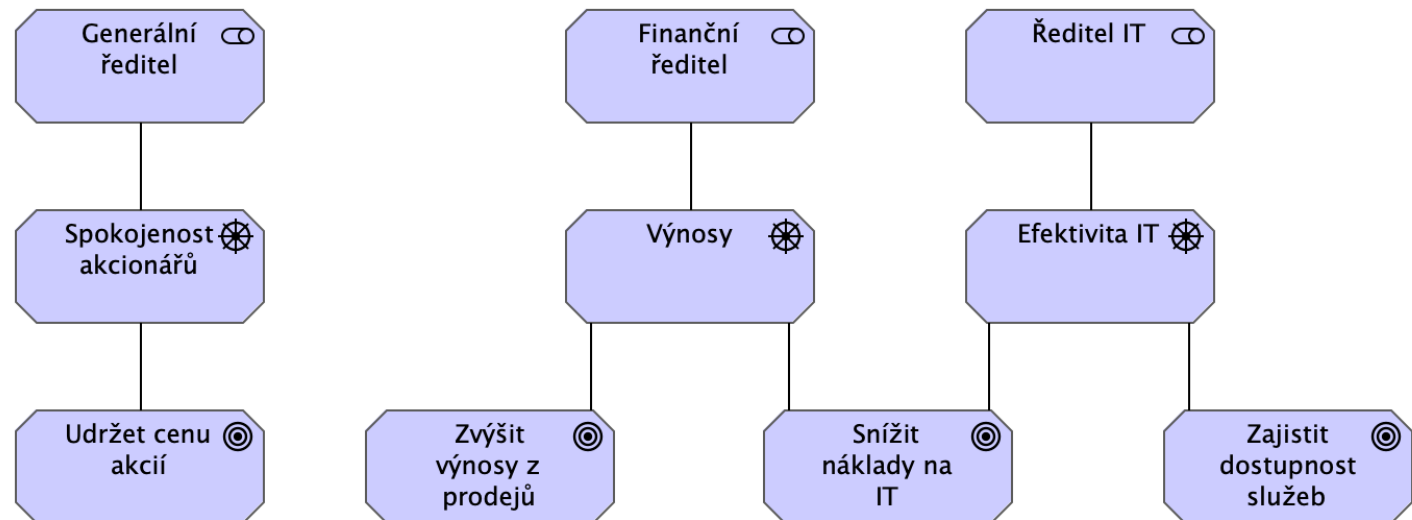 Generální
ředitel
Finanční
ředitel
Ředitel IT
Spokojenost
akcionářů
Výnosy
Efektivita IT
Udržet cenu
akcií
Zvýšit
výnosy z
prodejů
Snížit
náklady na
IT
Zajistit
dostupnost
služeb